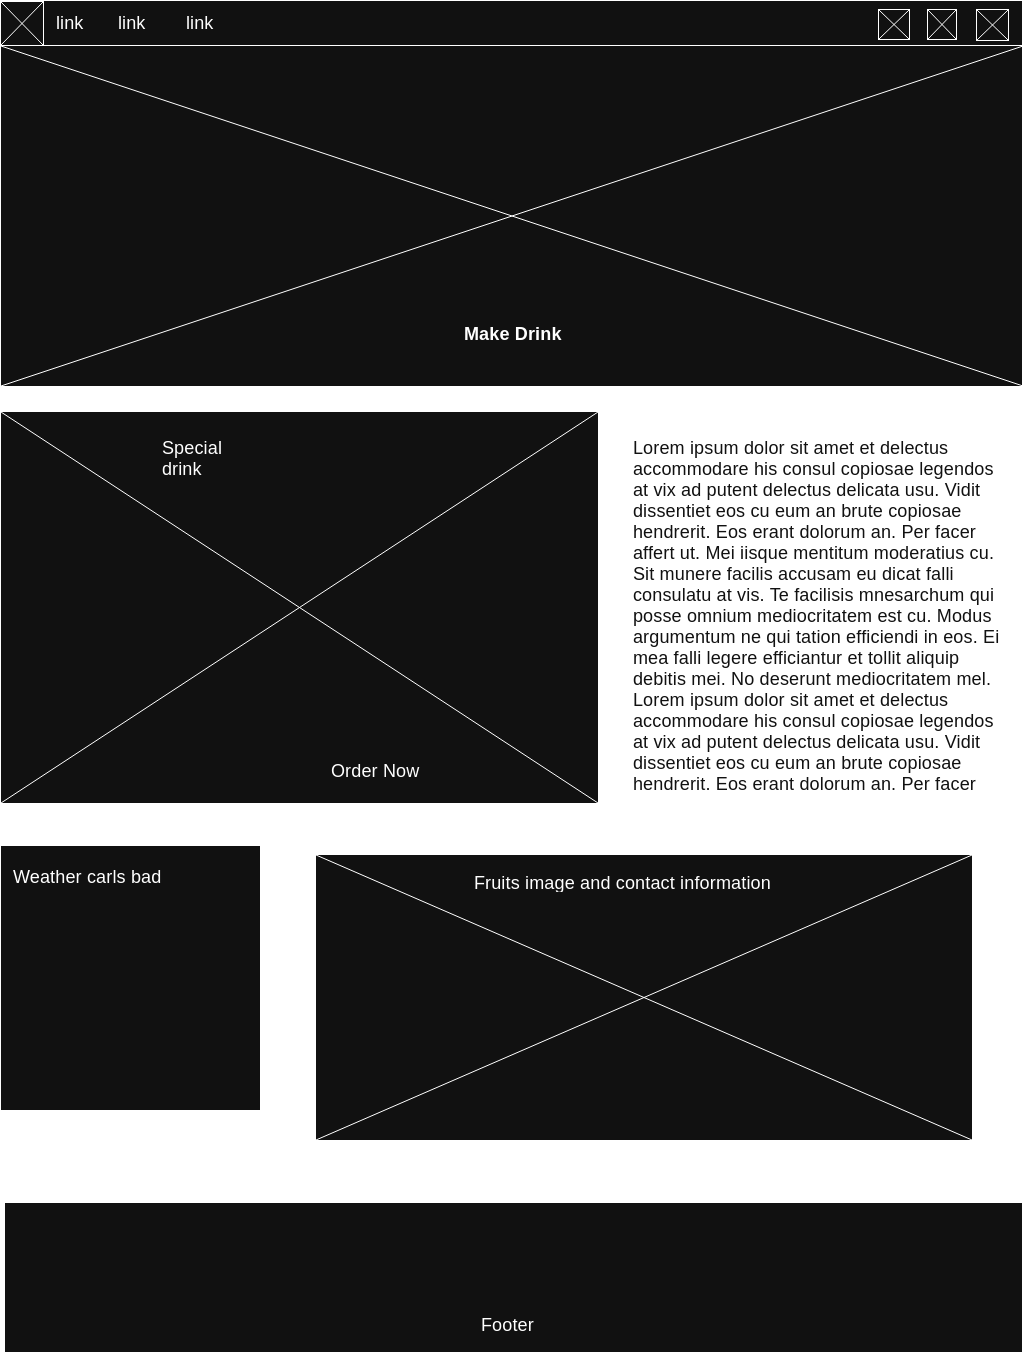 link link link
Make Drink
Special
drink
Lorem ipsum dolor sit amet et delectus
accommodare his consul copiosae legendos
at vix ad putent delectus delicata usu. Vidit
dissentiet eos cu eum an brute copiosae
hendrerit. Eos erant dolorum an. Per facer
affert ut. Mei iisque mentitum moderatius cu.
Sit munere facilis accusam eu dicat falli
consulatu at vis. Te facilisis mnesarchum qui
posse omnium mediocritatem est cu. Modus
argumentum ne qui tation efficiendi in eos. Ei
mea falli legere efficiantur et tollit aliquip
debitis mei. No deserunt mediocritatem mel.
Lorem ipsum dolor sit amet et delectus
accommodare his consul copiosae legendos
at vix ad putent delectus delicata usu. Vidit
dissentiet eos cu eum an brute copiosae
hendrerit. Eos erant dolorum an. Per facer
Order Now
Weather carls bad
Fruits image and contact information
Footer